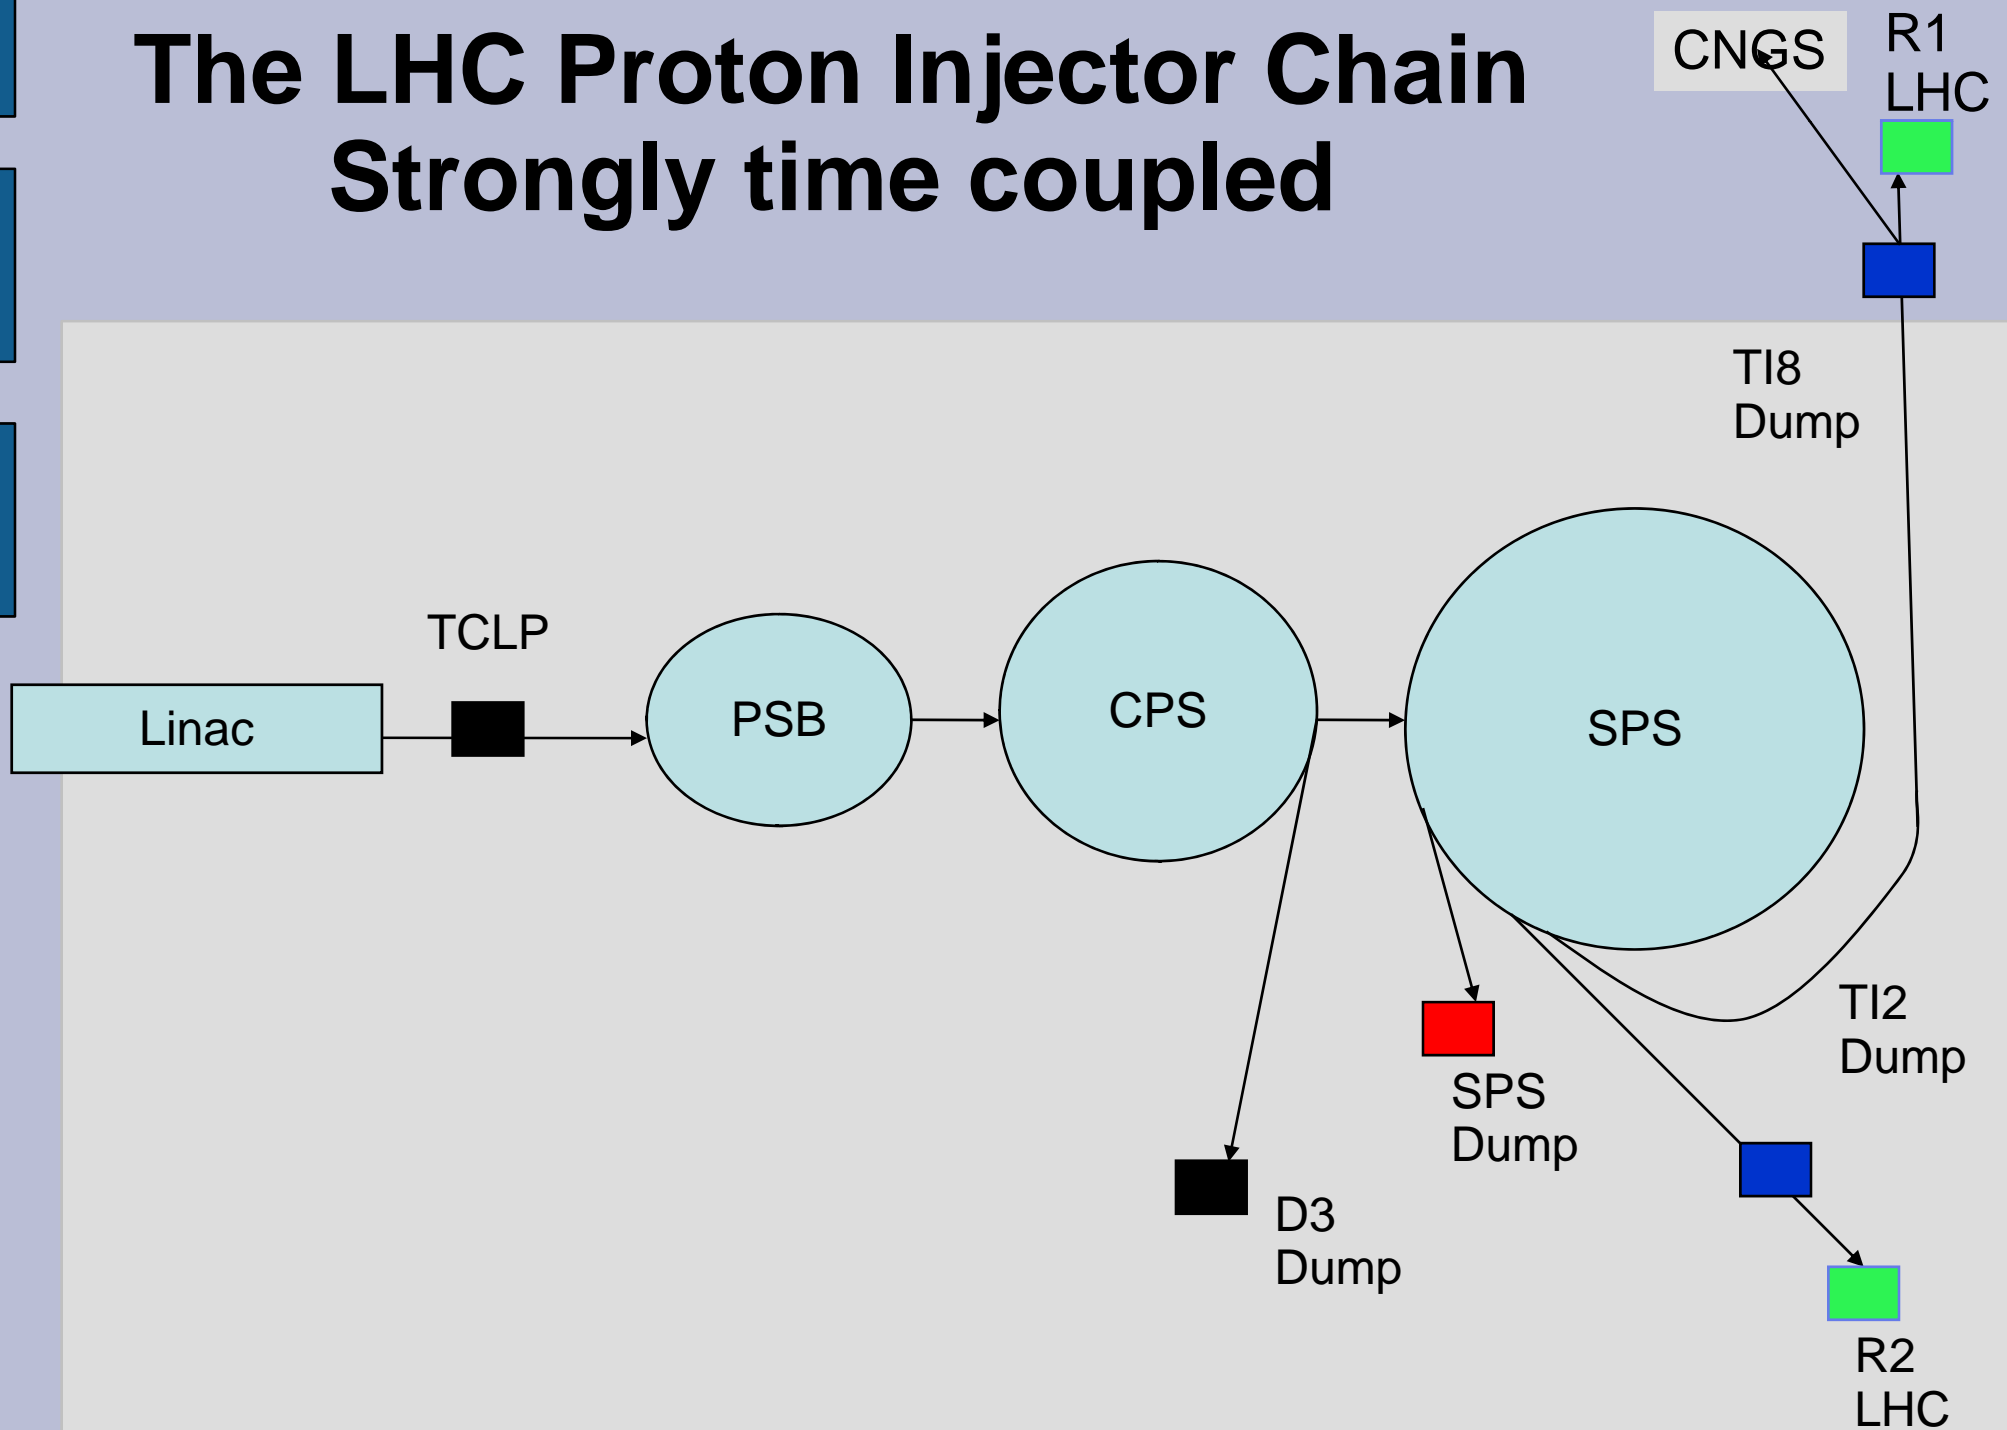 The LHC Proton Injector Chain
Strongly time coupled
CNGS
R1
LHC
TI8
Dump
TCLP
Linac
PSB
CPS
SPS
TI2
Dump
SPS
Dump
D3
Dump
R2
LHC